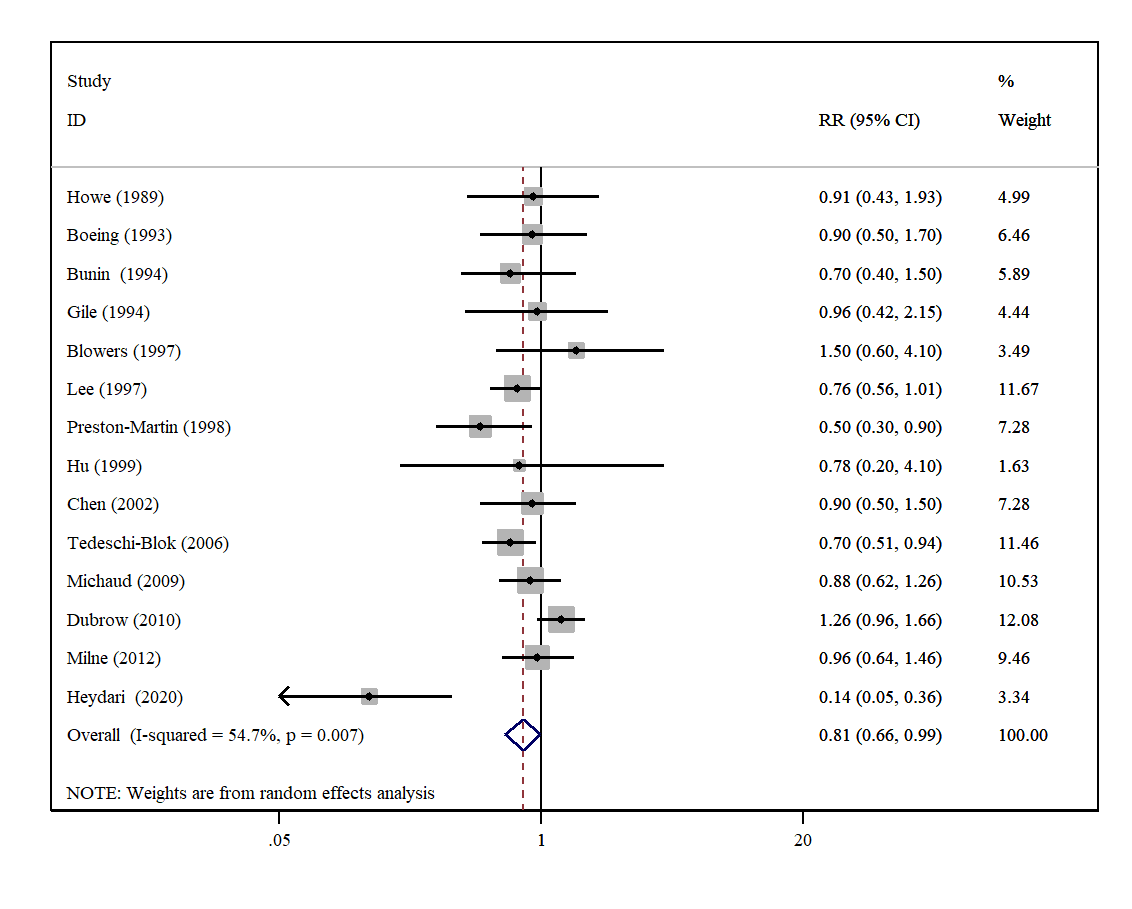 Study %
ID RR (95% CI) Weight
Howe (1989) 0.91 (0.43, 1.93) 4.99
Boeing (1993) 0.90 (0.50, 1.70) 6.46
Bunin (1994) 0.70 (0.40, 1.50) 5.89
Gile (1994) 0.96 (0.42, 2.15) 4.44
Blowers (1997) 1.50 (0.60, 4.10) 3.49
Lee (1997) 0.76 (0.56, 1.01) 11.67
Preston-Martin (1998) 0.50 (0.30, 0.90) 7.28
Hu (1999) 0.78 (0.20, 4.10) 1.63
Chen (2002) 0.90 (0.50, 1.50) 7.28
Tedeschi-Blok (2006) 0.70 (0.51, 0.94) 11.46
Michaud (2009) 0.88 (0.62, 1.26) 10.53
Dubrow (2010) 1.26 (0.96, 1.66) 12.08
Milne (2012) 0.96 (0.64, 1.46) 9.46
Heydari (2020) 0.14 (0.05, 0.36) 3.34
Overall (I-squared = 54.7%, p = 0.007) 0.81 (0.66, 0.99) 100.00
NOTE: Weights are from random effects analysis
.05 1 20